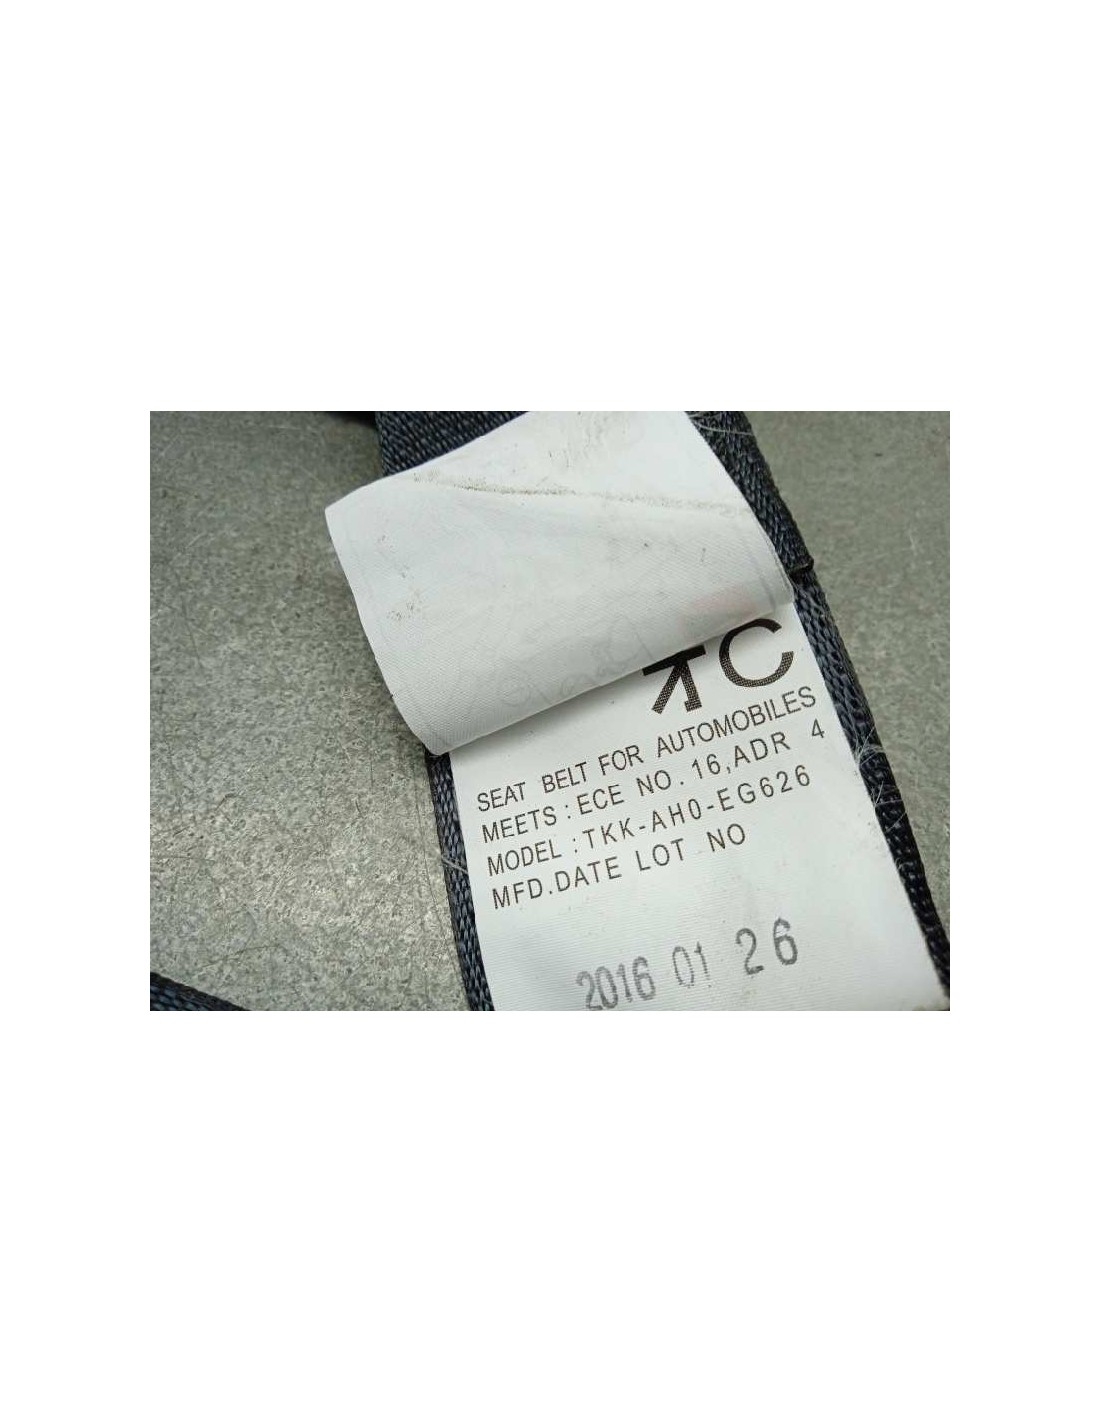 SEAT BELT FOR AUTOMOBILES
MEETS : ECE NO. 16, ADR 4
MODEL : TKK-AH0-EG626
MFD.DATE LOT NO
2016 01 26